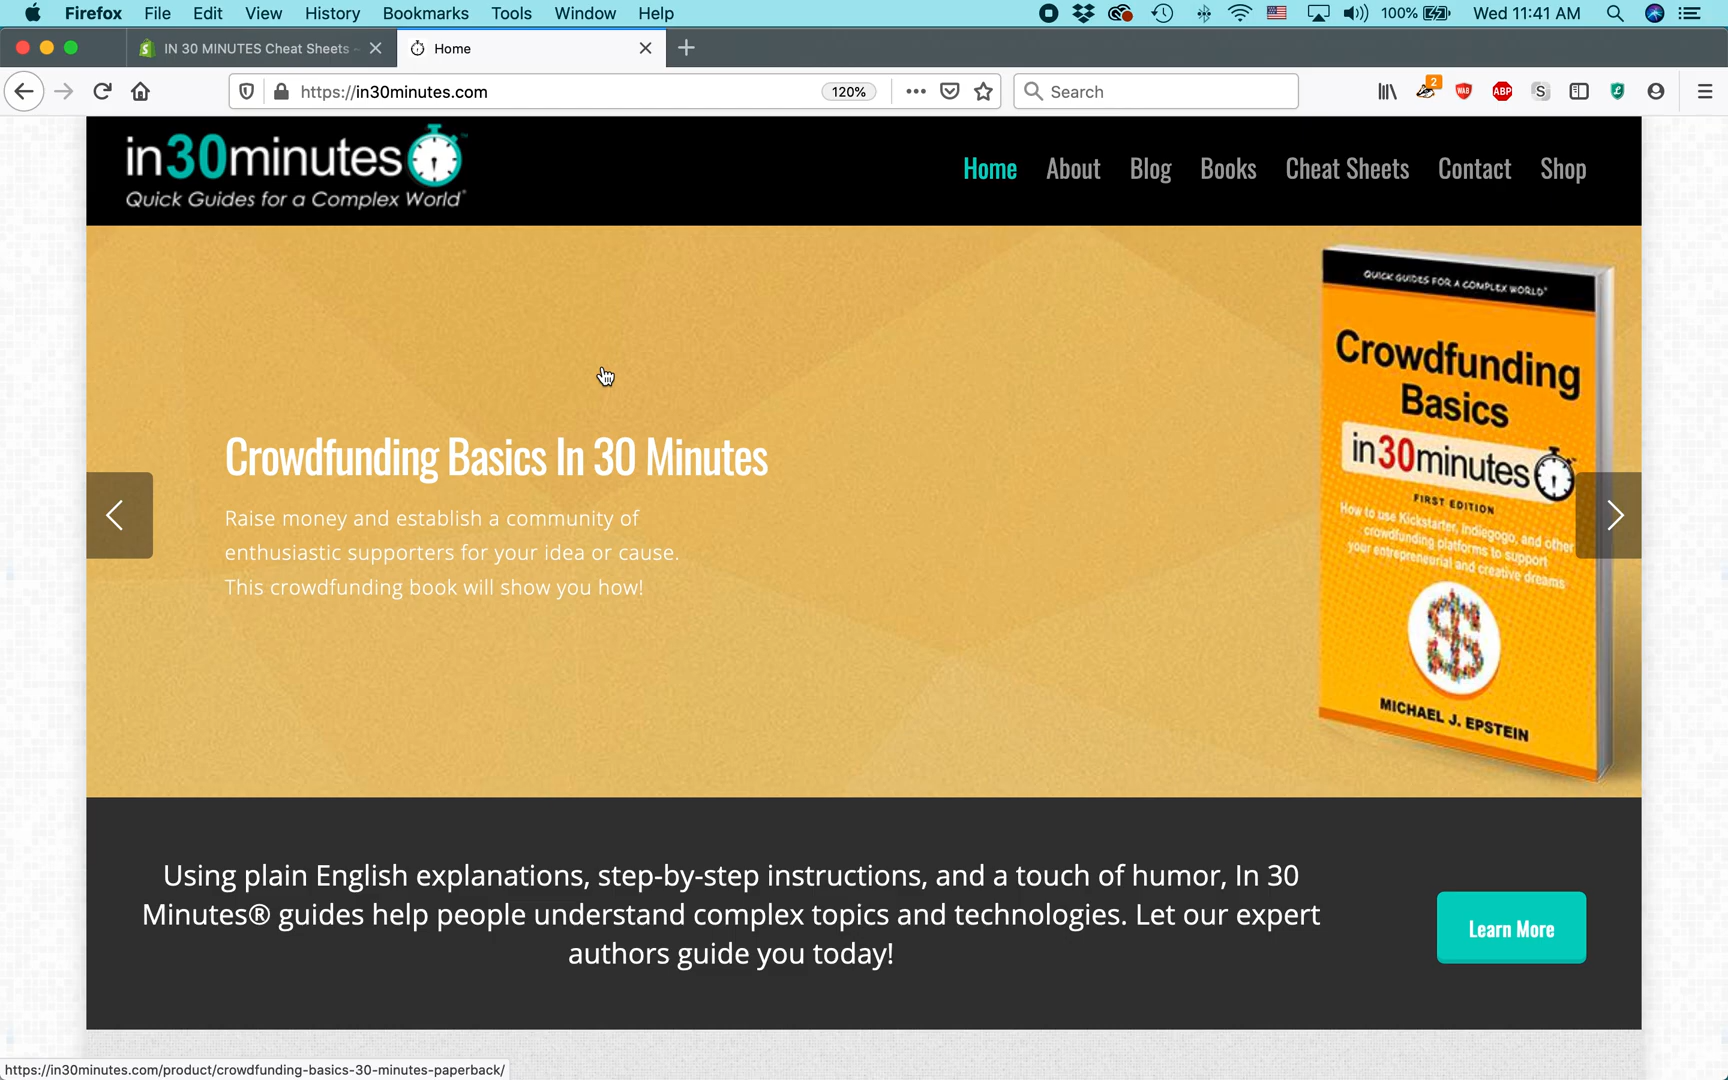 Firefox File Edit View History Bookmarks Tools Window Help 100% Wed 11:41 AM
IN 30 MINUTES Cheat Sheets
Home
https://in30minutes.com 120% Search 2 WAB ABP S
in30minutes™
Quick Guides for a Complex World®
Home About Blog Books Cheat Sheets Contact Shop
QUICK GUIDES FOR A COMPLEX WORLD®
Crowdfunding
Basics
in30minutes
FIRST EDITION
How to use Kickstarter, Indiegogo, and other
crowdfunding platforms to support
your entrepreneurial and creative dreams
$
MICHAEL J. EPSTEIN
Crowdfunding Basics In 30 Minutes
Raise money and establish a community of
enthusiastic supporters for your idea or cause.
This crowdfunding book will show you how!
Using plain English explanations, step-by-step instructions, and a touch of humor, In 30
Minutes® guides help people understand complex topics and technologies. Let our expert
authors guide you today!
Learn More
https://in30minutes.com/product/crowdfunding-basics-30-minutes-paperback/